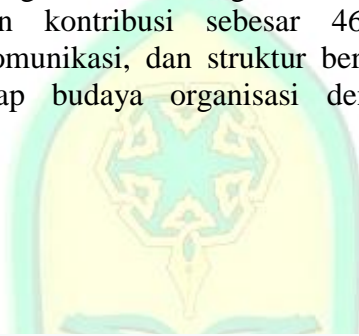 n kontribusi sebesar 46
omunikasi, dan struktur ber
ap budaya organisasi de